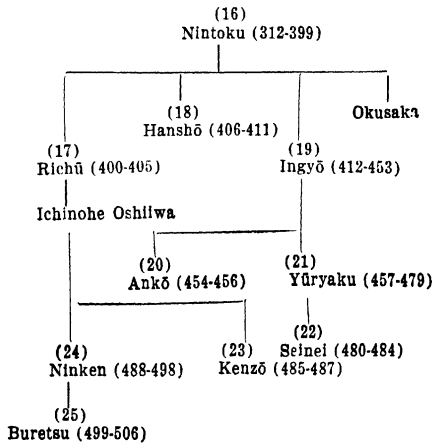 (16)
Nintoku (312-399)
(18)
Hanshō (406-411)
Okusaka
(17)
Richū (400-405)
(19)
Ingyō (412-453)
Ichinohe Oshiiwa
(20)
Ankō (454-456)
(21)
Yūryaku (457-479)
(24)
Ninken (488-498)
(23)
Kenzō (485-487)
(22)
Seinei (480-484)
(25)
Buretsu (499-506)